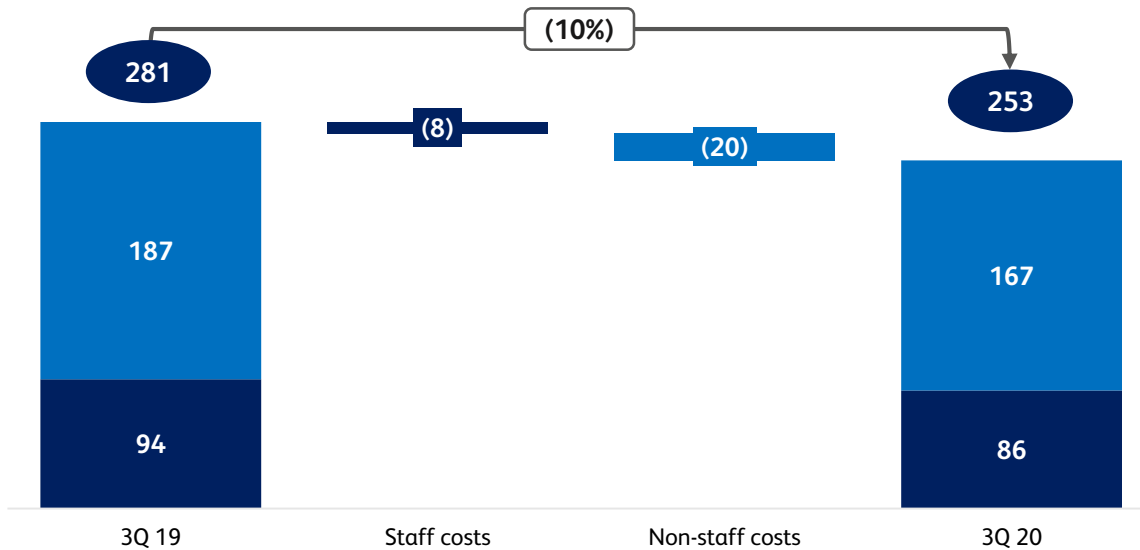 (10%)
281
253
(8)
(20)
187
167
94
86
3Q 19
Staff costs
Non-staff costs
3Q 20